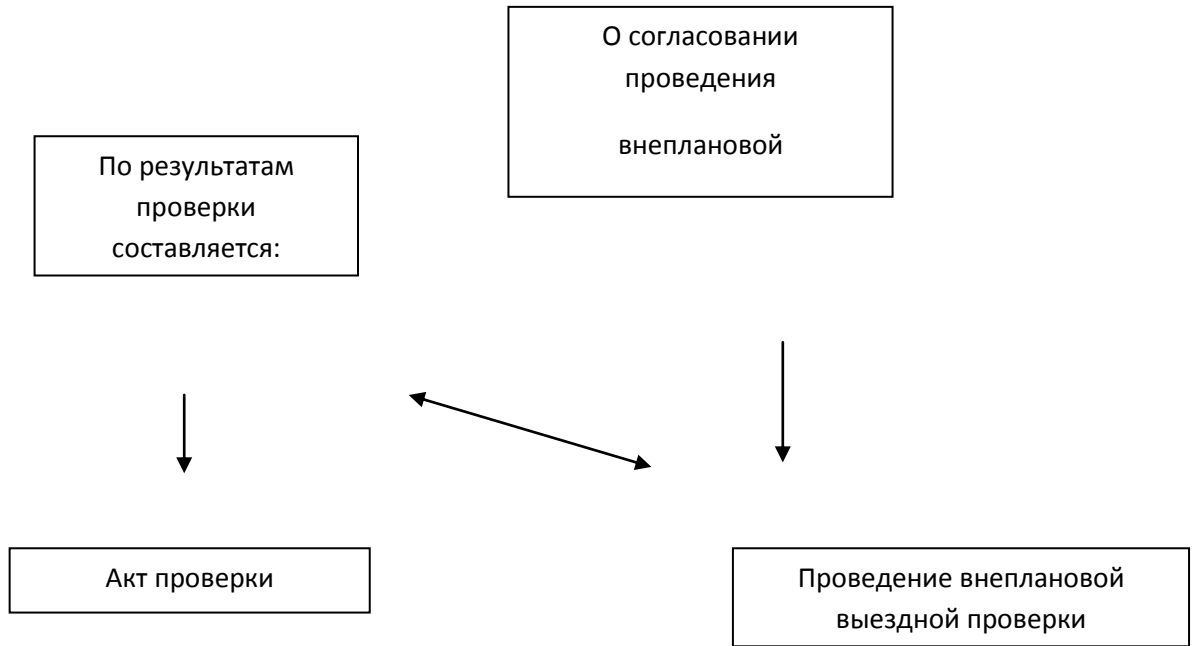 О согласовании
проведения
внеплановой
По результатам
проверки
составляется:
Акт проверки
Проведение внеплановой
выездной проверки